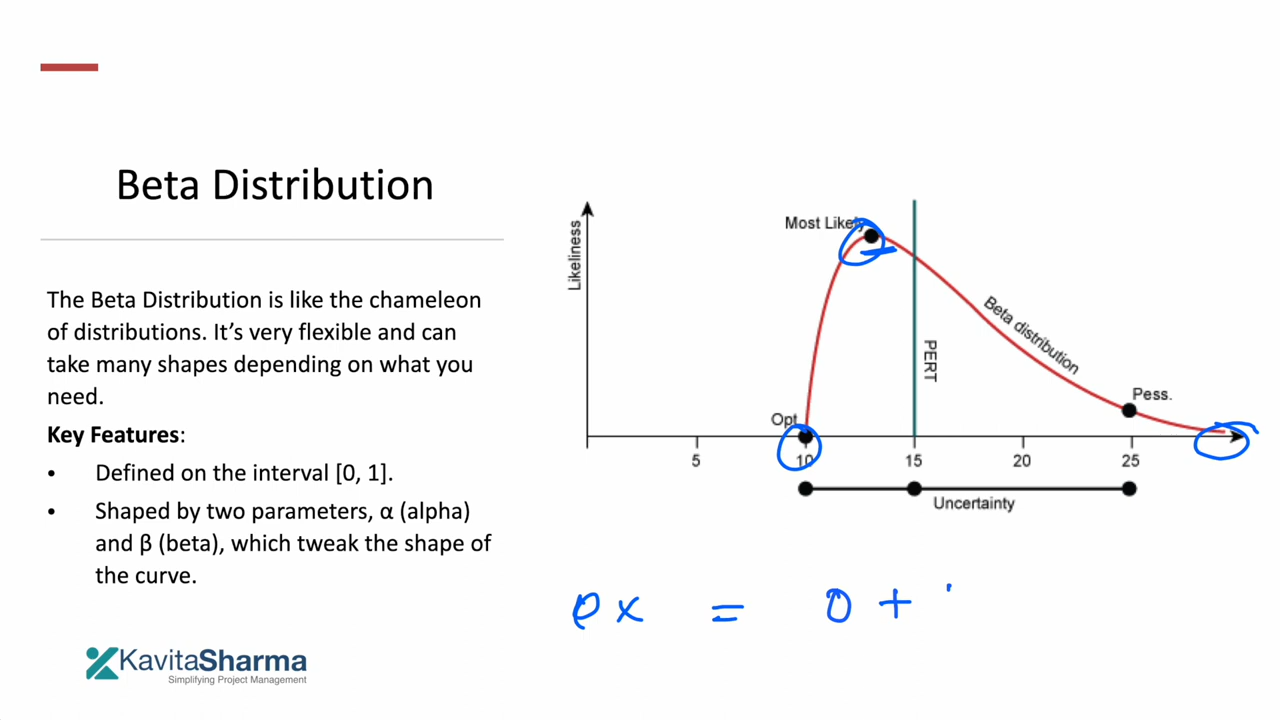 Beta Distribution
The Beta Distribution is like the chameleon
of distributions. It’s very flexible and can
take many shapes depending on what you
need.
Key Features:
• Defined on the interval [0, 1].
• Shaped by two parameters, α (alpha)
and β (beta), which tweak the shape of
the curve.
KavitaSharma
Simplifying Project Management
Likeliness
Most Likely
PERT
Beta distribution
Opt.
Pess.
5 10 15 20 25
Uncertainty
ex = 0 +